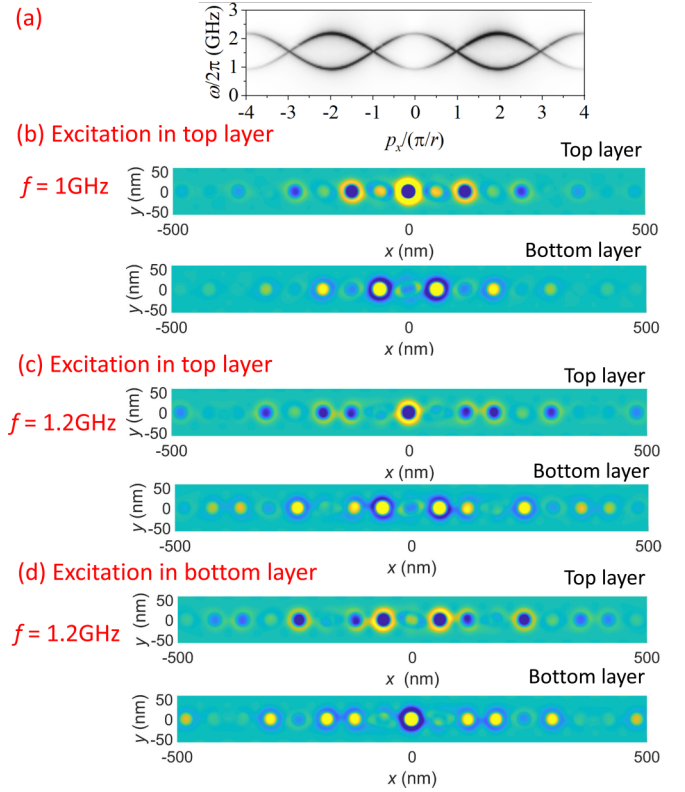 (a)
ω/2π (GHz)
3
2
1
0
-4 -3 -2 -1 0 1 2 3 4
pₓ/(π/r)
(b) Excitation in top layer
Top layer
f = 1GHz
y (nm)
50
0
-50
-500 0 500
x (nm)
Bottom layer
y (nm)
50
0
-50
-500 0 500
(c) Excitation in top layer
Top layer
f = 1.2GHz
y (nm)
50
0
-50
-500 0 500
x (nm)
Bottom layer
y (nm)
50
0
-50
-500 0 500
x (nm)
(d) Excitation in bottom layer
Top layer
f = 1.2GHz
y (nm)
50
0
-50
-500 0 500
x (nm)
Bottom layer
y (nm)
50
0
-50
-500 0 500
x (nm)